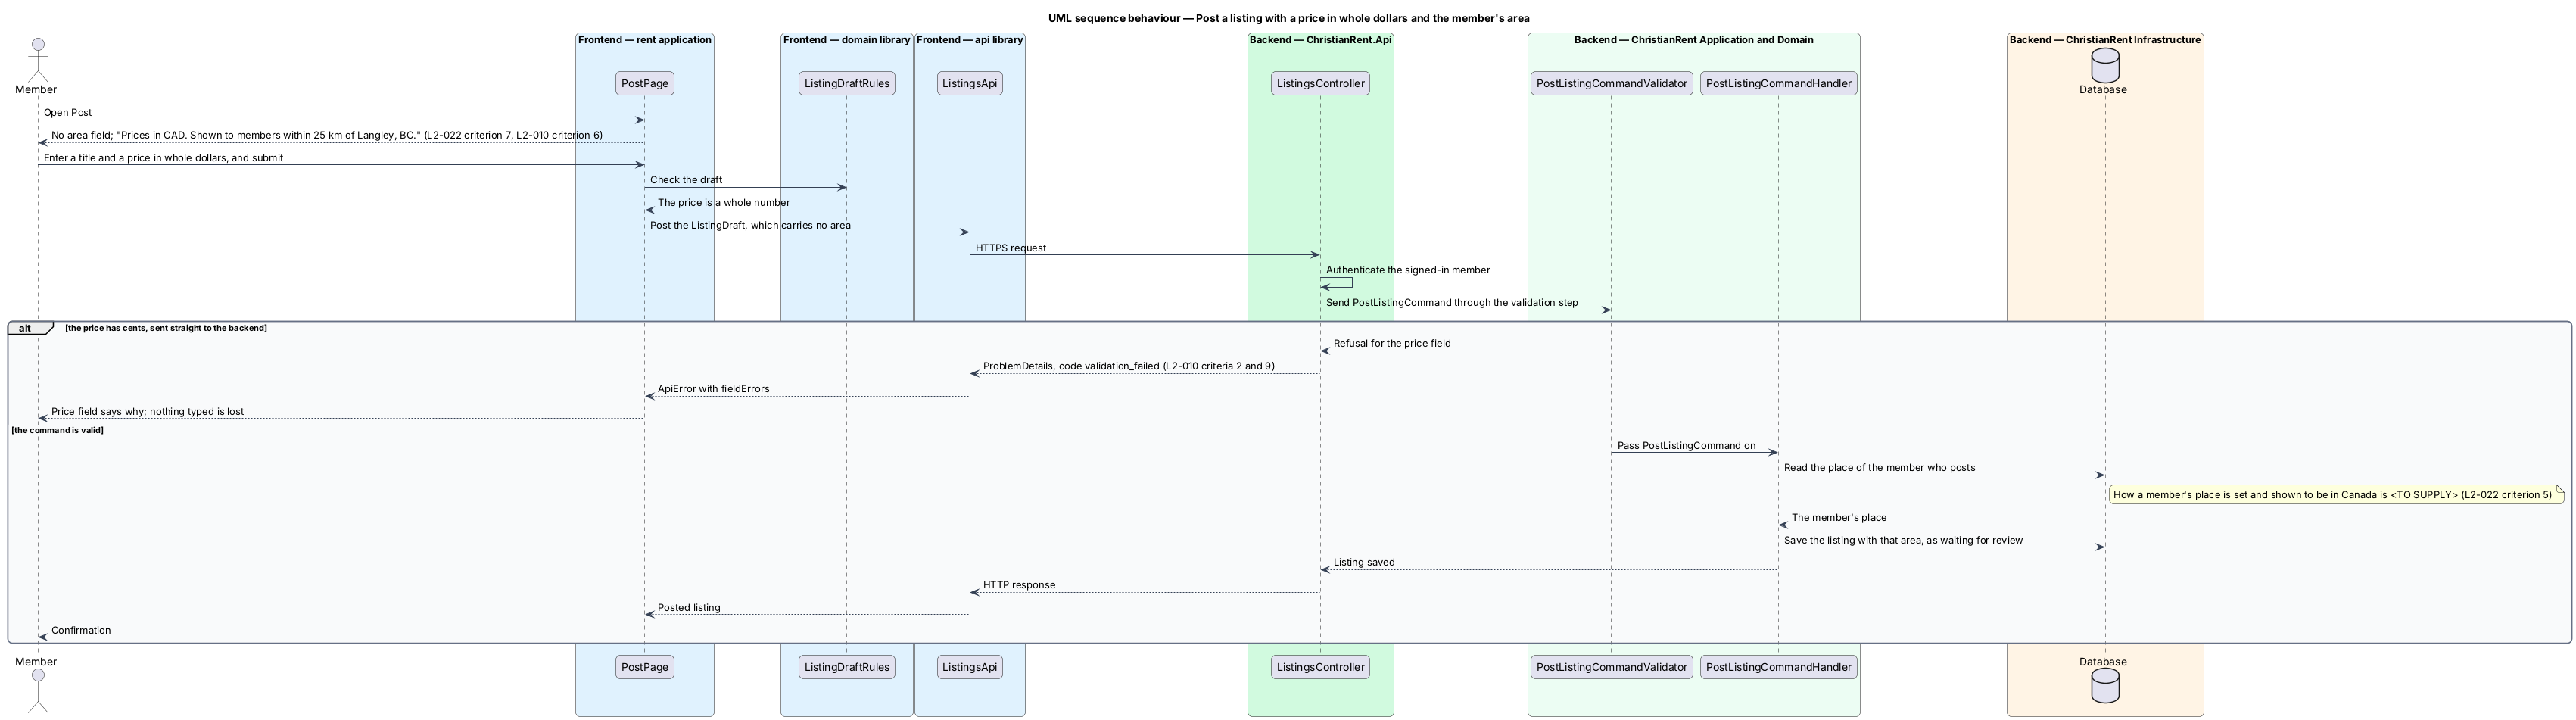 UML sequence behaviour — Post a listing with a price in whole dollars and the member's area
Frontend — rent application
Frontend — domain library
Frontend — api library
Backend — ChristianRent.Api
Backend — ChristianRent Application and Domain
Backend — ChristianRent Infrastructure
Member
PostPage
ListingDraftRules
ListingsApi
ListingsController
PostListingCommandValidator
PostListingCommandHandler
Database
Open Post
No area field; "Prices in CAD. Shown to members within 25 km of Langley, BC." (L2-022 criterion 7, L2-010 criterion 6)
Enter a title and a price in whole dollars, and submit
Check the draft
The price is a whole number
Post the ListingDraft, which carries no area
HTTPS request
Authenticate the signed-in member
Send PostListingCommand through the validation step
alt
[the price has cents, sent straight to the backend]
Refusal for the price field
ProblemDetails, code validation_failed (L2-010 criteria 2 and 9)
ApiError with fieldErrors
Price field says why; nothing typed is lost
[the command is valid]
Pass PostListingCommand on
Read the place of the member who posts
How a member's place is set and shown to be in Canada is <TO SUPPLY> (L2-022 criterion 5)
The member's place
Save the listing with that area, as waiting for review
Listing saved
HTTP response
Posted listing
Confirmation
Member
PostPage
ListingDraftRules
ListingsApi
ListingsController
PostListingCommandValidator
PostListingCommandHandler
Database